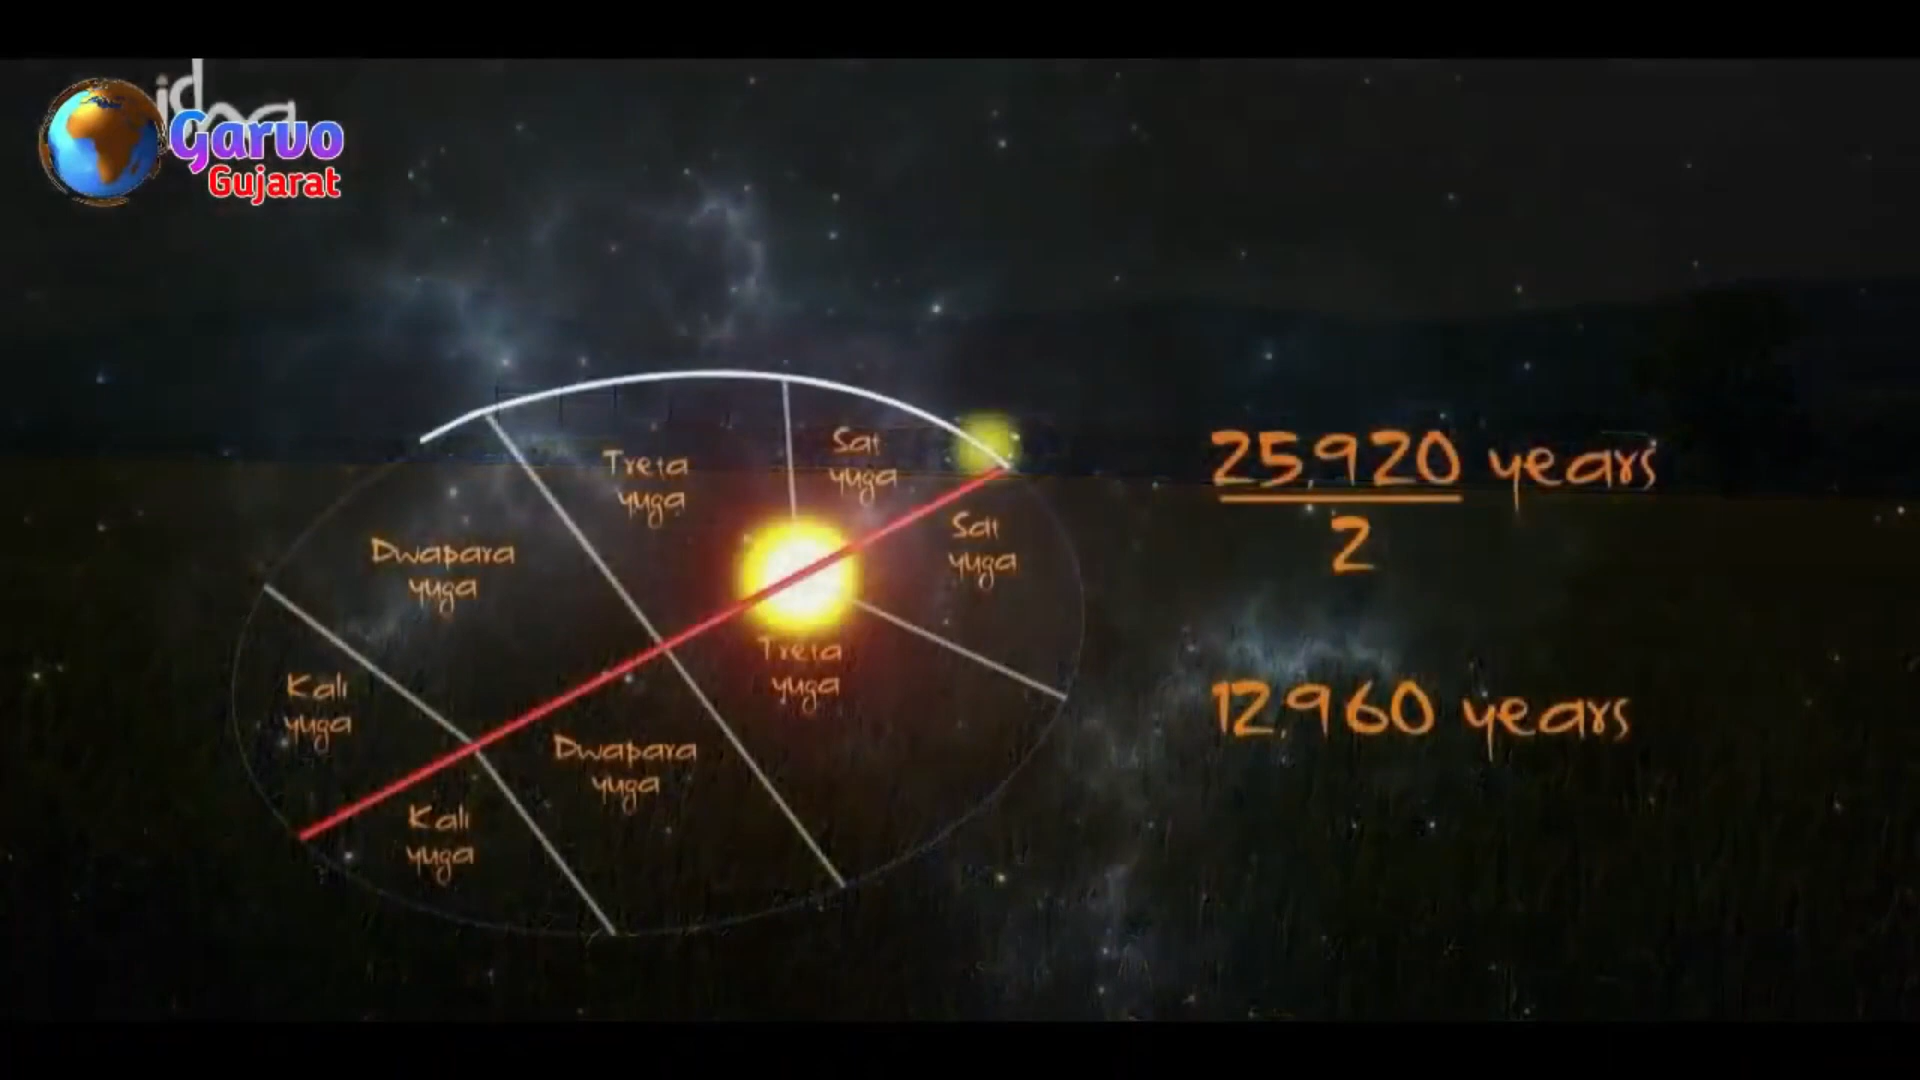 Garvo
Gujarat
Treta
yuga
Sat
yuga
Dwapara
yuga
Sat
yuga
Kali
yuga
Treta
yuga
Dwapara
yuga
Kali
yuga
25,920 years
2
12,960 years